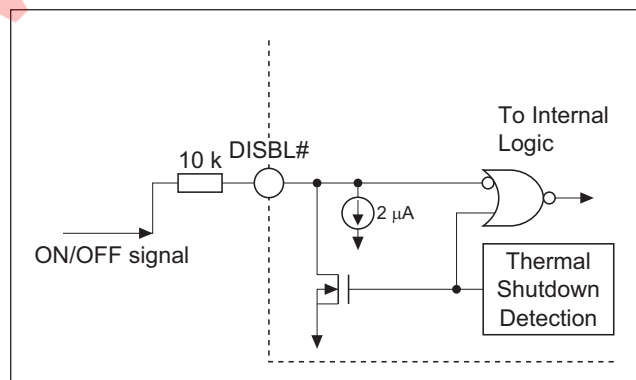 To Internal
Logic
10 k
DISBL#
2 μA
ON/OFF signal
Thermal
Shutdown
Detection